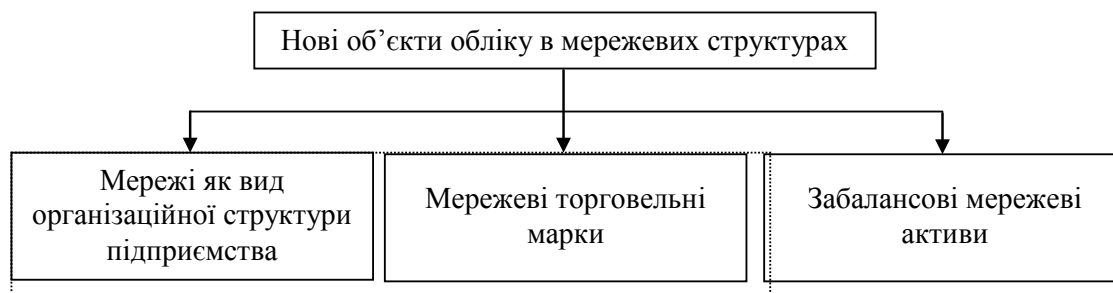 Нові об’єкти обліку в мережевих структурах
Мережі як вид
організаційної структури
підприємства
Мережеві торговельні
марки
Забалансові мережеві
активи